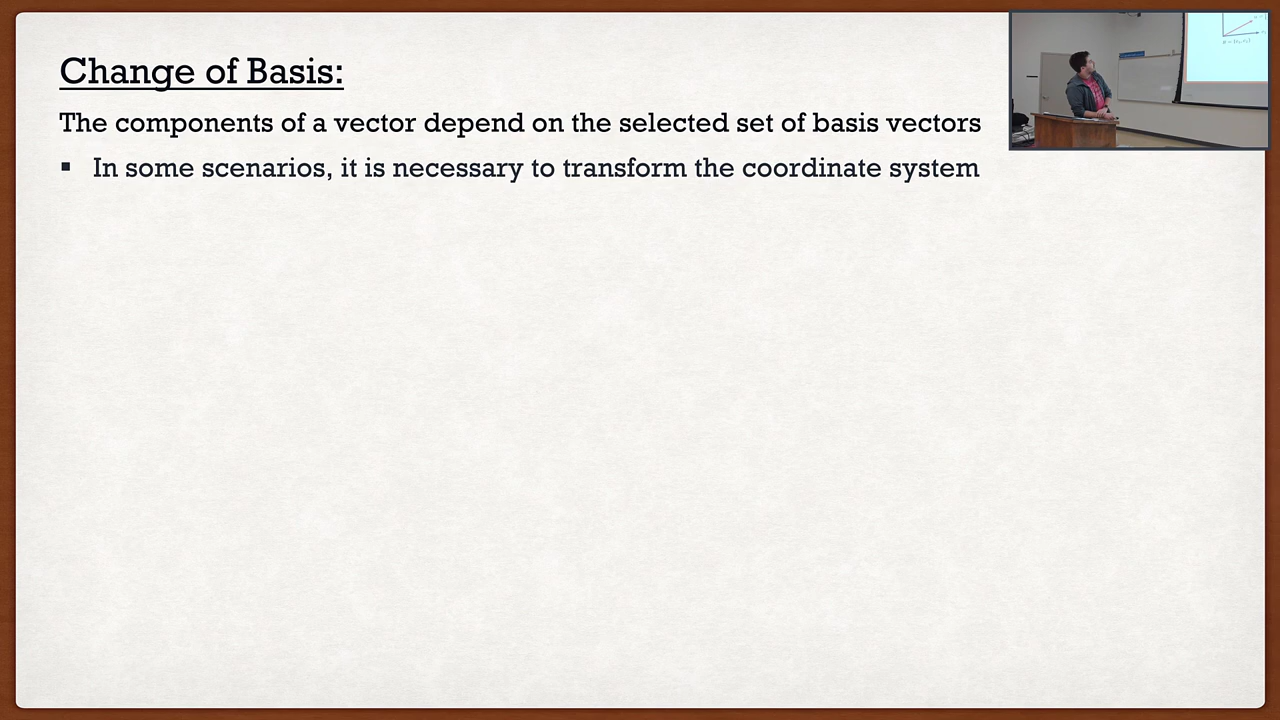 Change of Basis:
The components of a vector depend on the selected set of basis vectors
▪ In some scenarios, it is necessary to transform the coordinate system